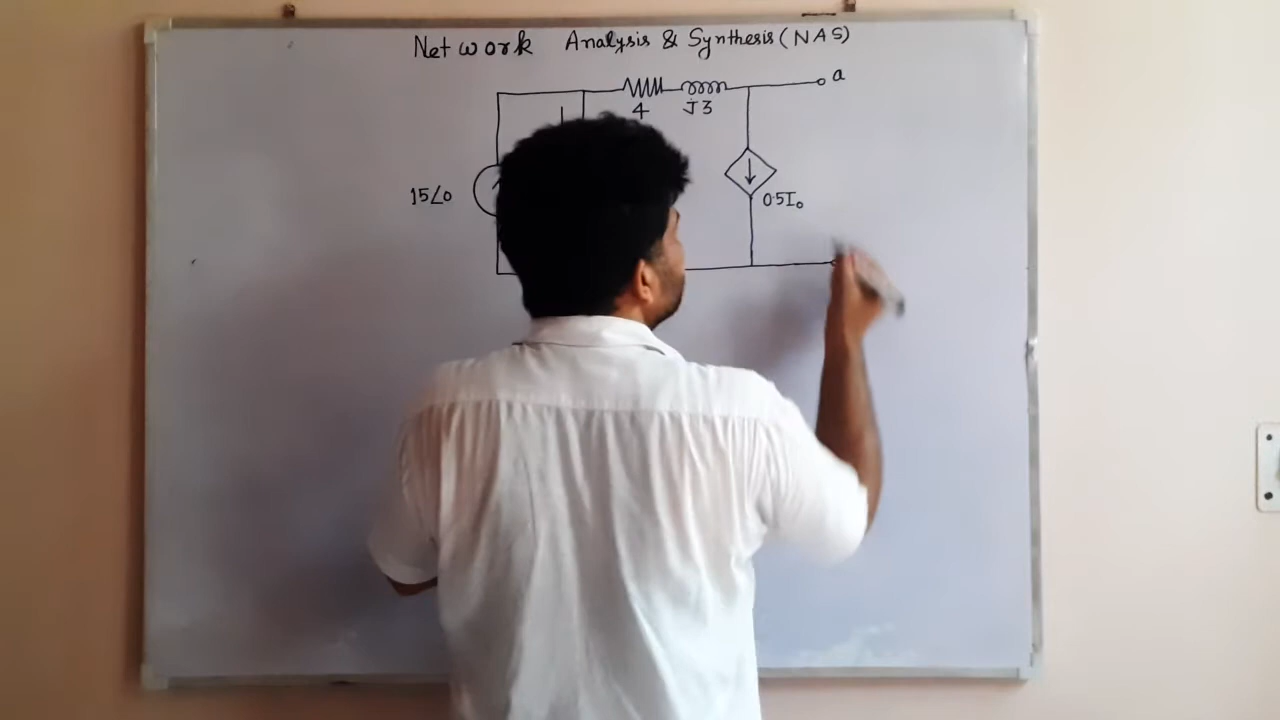 Network Analysis & Synthesis (NAS)
a
4 J3
15∠0
0.5I₀